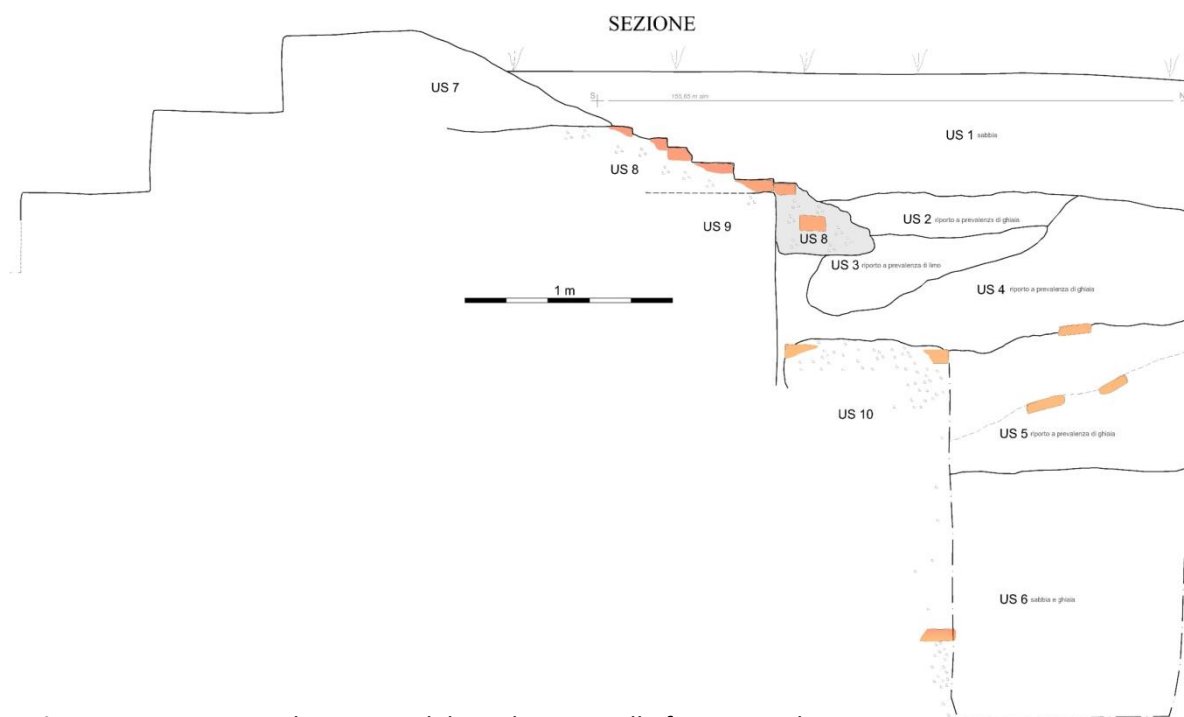 SEZIONE
US 7
S
155,65 m slm
N
US 1 sabbia
US 8
US 2 riporto a prevalenza di ghiaia
US 9
US 8
US 3 riporto a prevalenza di limo
US 4 riporto a prevalenza di ghiaia
1 m
US 10
US 5 riporto a prevalenza di ghiaia
US 6 sabbia e ghiaia